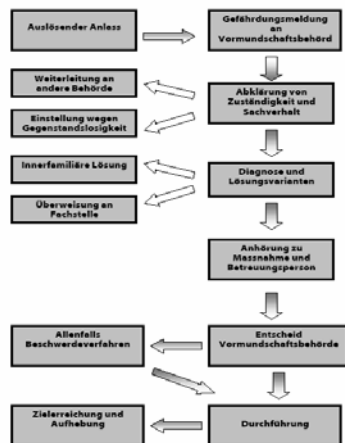 Auslösender Anlass
Gefährdungsmeldung
an
Vormundschaftsbehörd
Weiterleitung an
andere Behörde
Abklärung von
Zuständigkeit und
Sachverhalt
Einstellung wegen
Gegenstandslosigkeit
Innerfamiliäre Lösung
Diagnose und
Lösungsvarianten
Überweisung an
Fachstelle
Anhörung zu
Massnahme und
Betreuungsperson
Allenfalls
Beschwerdeverfahren
Entscheid
Vormundschaftsbehörde
Zielerreichung und
Aufhebung
Durchführung